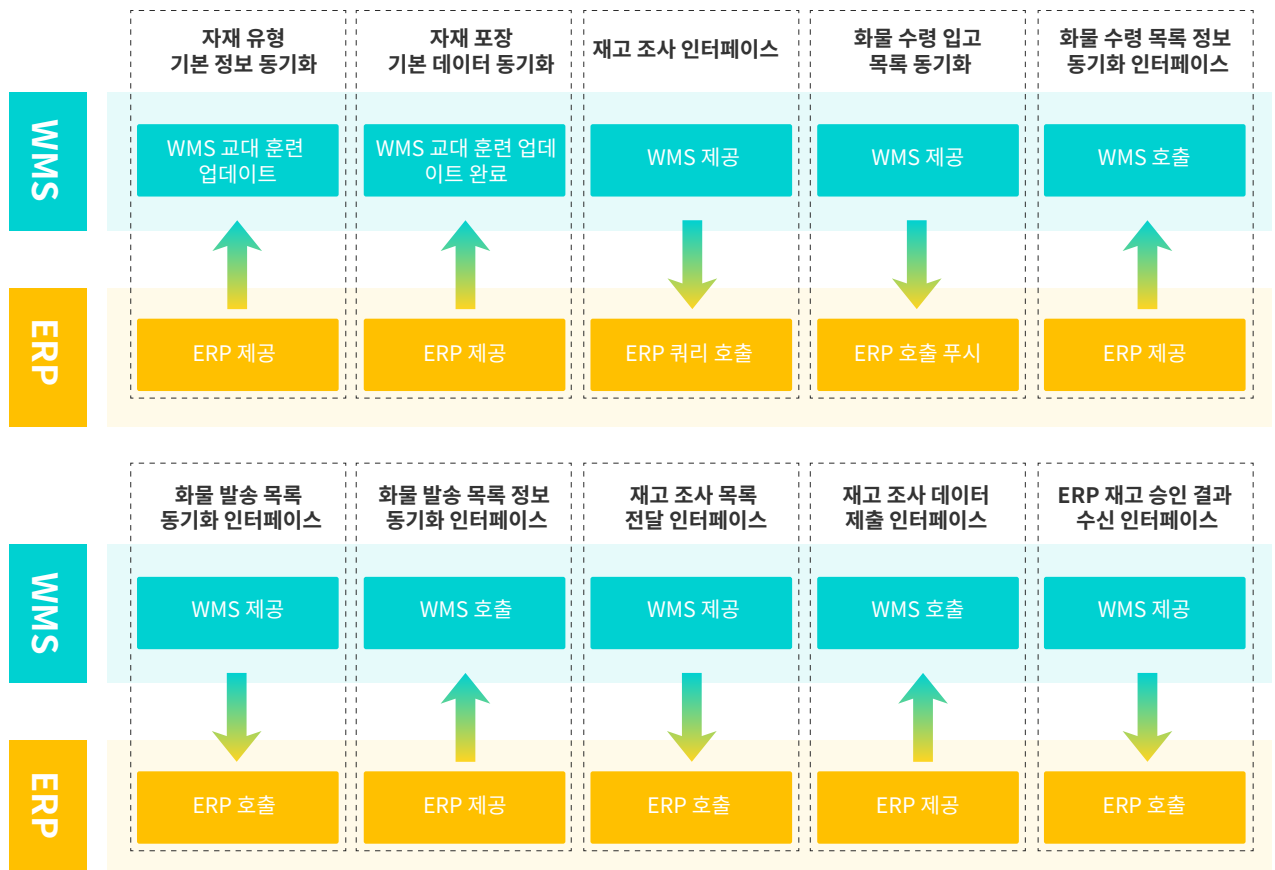 자재 유형
기본 정보 동기화
자재 포장
기본 데이터 동기화
재고 조사 인터페이스
화물 수령 입고
목록 동기화
화물 수령 목록 정보
동기화 인터페이스
WMS
WMS 교대 훈련
업데이트
WMS 교대 훈련 업데
이트 완료
WMS 제공
WMS 제공
WMS 호출
ERP
ERP 제공
ERP 제공
ERP 쿼리 호출
ERP 호출 푸시
ERP 제공
화물 발송 목록
동기화 인터페이스
화물 발송 목록 정보
동기화 인터페이스
재고 조사 목록
전달 인터페이스
재고 조사 데이터
제출 인터페이스
ERP 재고 승인 결과
수신 인터페이스
WMS
WMS 제공
WMS 호출
WMS 제공
WMS 호출
WMS 제공
ERP
ERP 호출
ERP 제공
ERP 호출
ERP 제공
ERP 호출